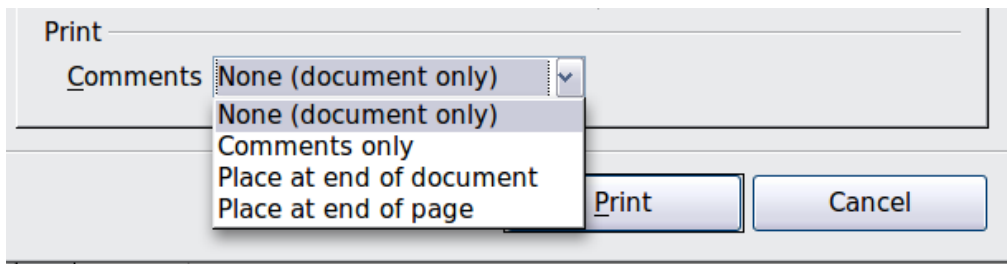 Print
Comments None (document only)
None (document only)
Comments only
Place at end of document
Place at end of page
Print Cancel